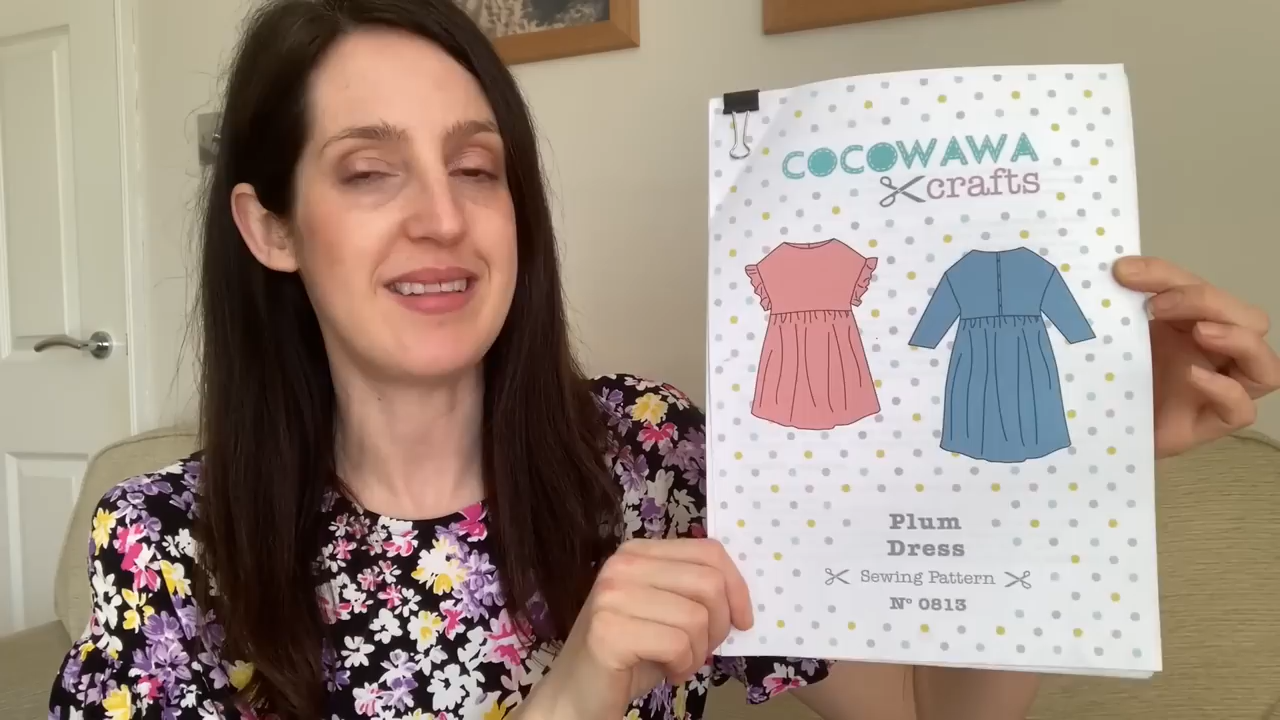 COCOWAWA
crafts
Plum
Dress
Sewing Pattern
Nº 0813